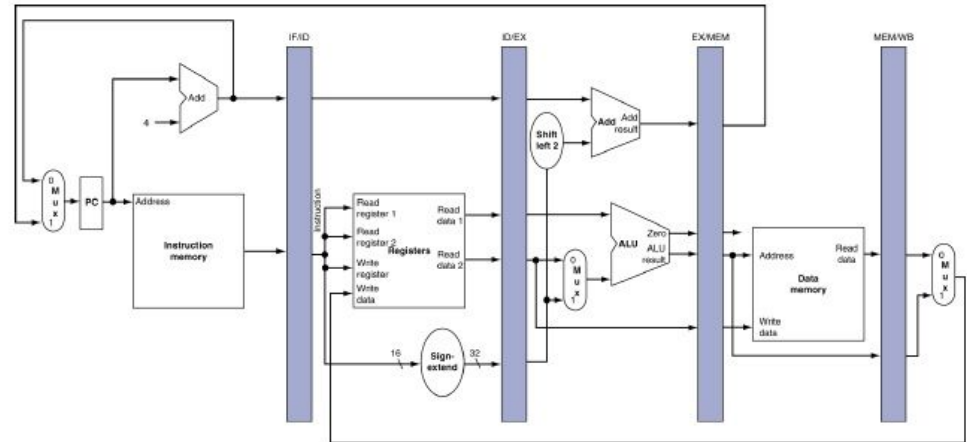 IF/ID
ID/EX
EX/MEM
MEM/WB
Add
4
Add
Add
result
Shift
left 2
0
M
u
x
1
PC
Address
Instruction
memory
Instruction
Read
register 1
Read
register 2
Write
register
Write
data
Registers
Read
data 1
Read
data 2
16
Sign-
extend
32
0
M
u
x
1
Zero
ALU
ALU
result
Address
Write
data
Data
memory
Read
data
0
M
u
x
1